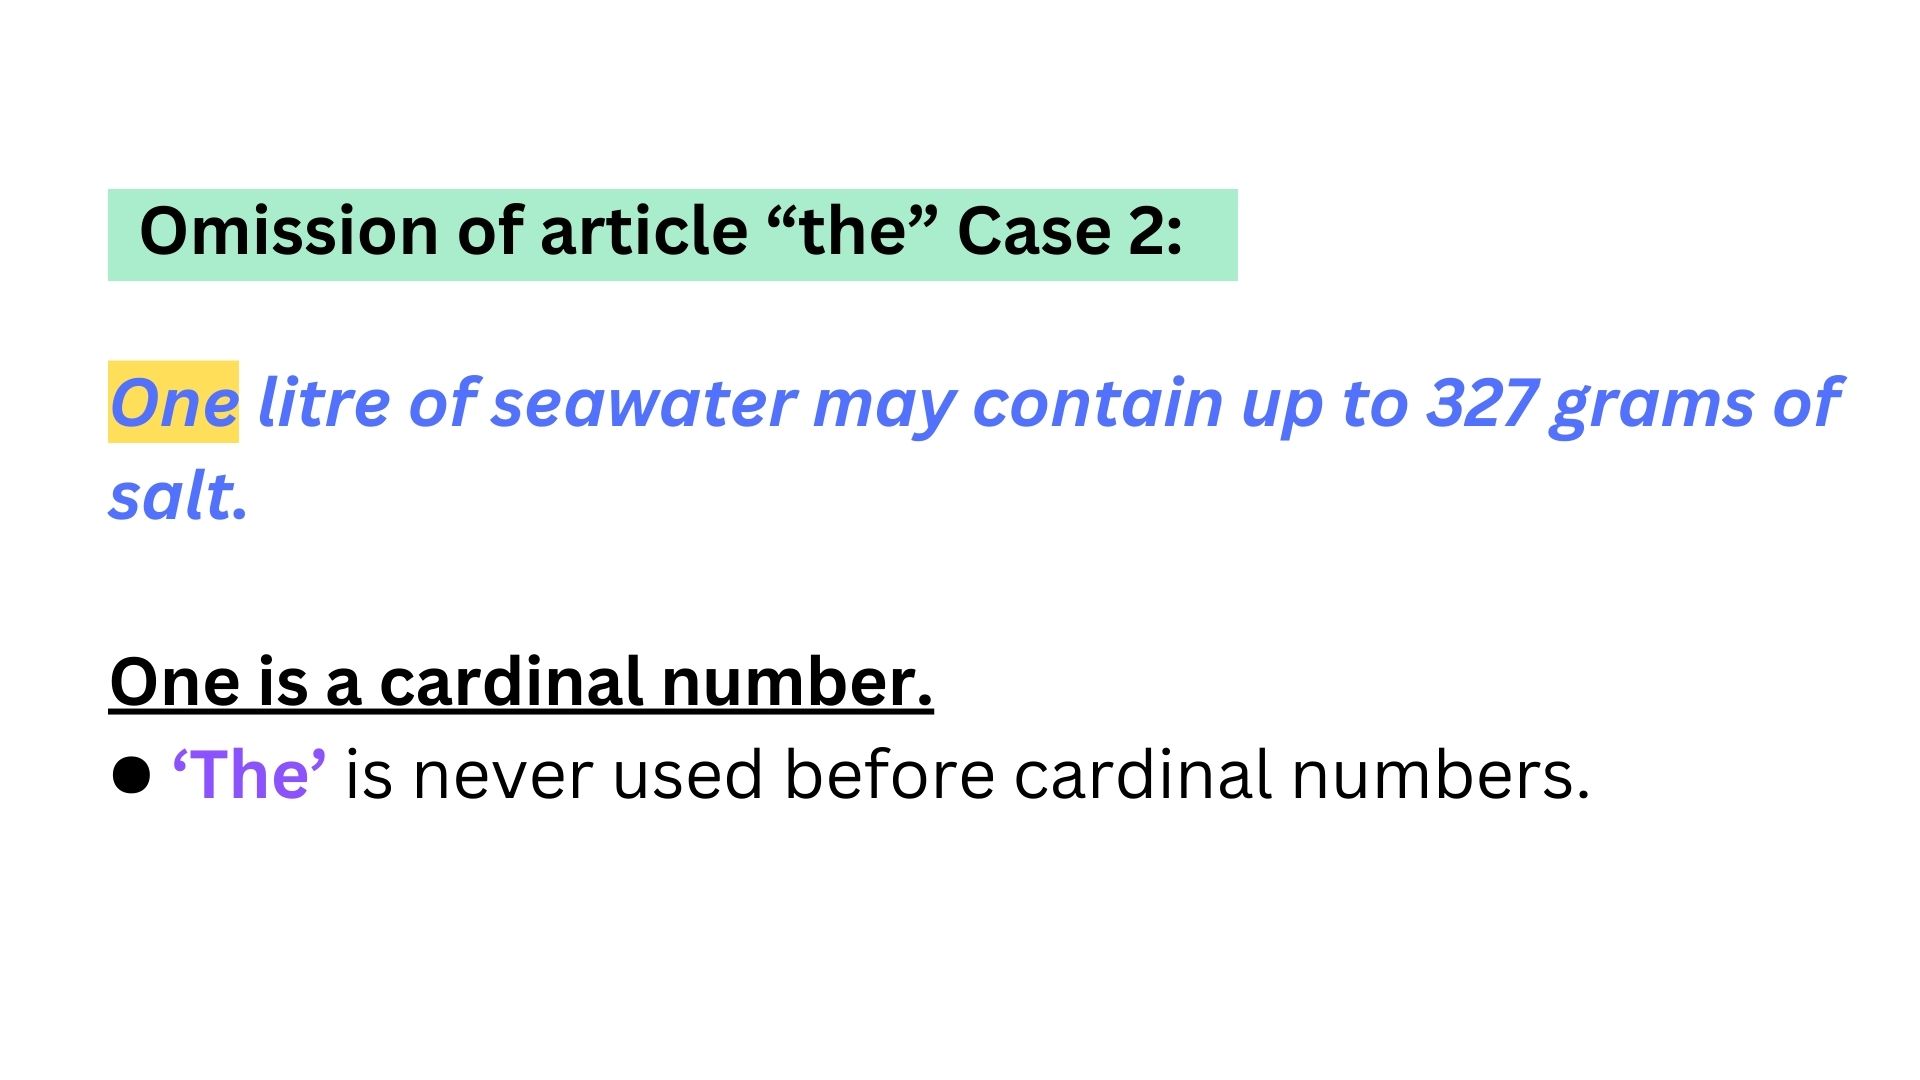 Omission of article “the” Case 2:
One litre of seawater may contain up to 327 grams of
salt.
One is a cardinal number.
● ‘The’ is never used before cardinal numbers.